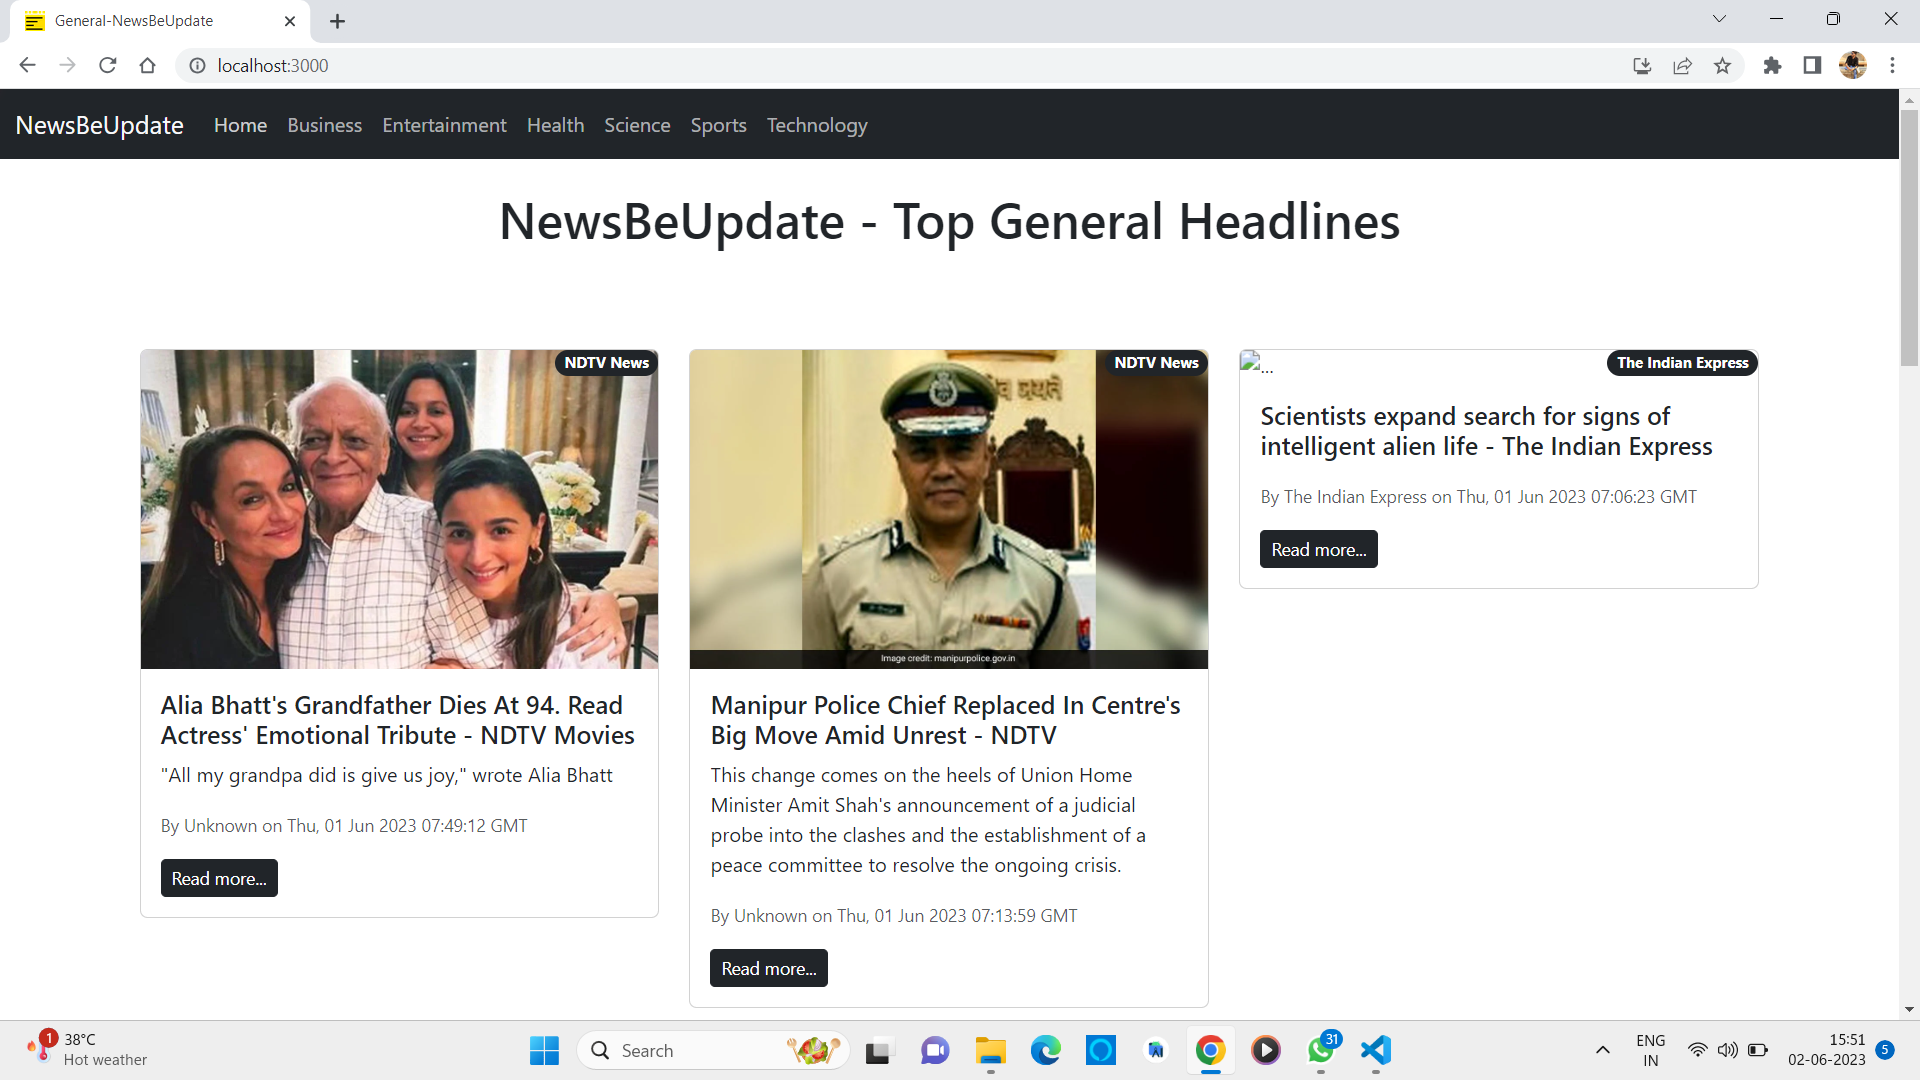 General-NewsBeUpdate
localhost:3000
NewsBeUpdate Home Business Entertainment Health Science Sports Technology
NewsBeUpdate - Top General Headlines
NDTV News
Alia Bhatt's Grandfather Dies At 94. Read
Actress' Emotional Tribute - NDTV Movies
"All my grandpa did is give us joy," wrote Alia Bhatt
By Unknown on Thu, 01 Jun 2023 07:49:12 GMT
Read more...
NDTV News
Image credit: manipurpolice.gov.in
Manipur Police Chief Replaced In Centre's
Big Move Amid Unrest - NDTV
This change comes on the heels of Union Home
Minister Amit Shah's announcement of a judicial
probe into the clashes and the establishment of a
peace committee to resolve the ongoing crisis.
By Unknown on Thu, 01 Jun 2023 07:13:59 GMT
Read more...
...
The Indian Express
Scientists expand search for signs of
intelligent alien life - The Indian Express
By The Indian Express on Thu, 01 Jun 2023 07:06:23 GMT
Read more...
1
38°C
Hot weather
Search
31
ENG
IN
15:51
02-06-2023
5